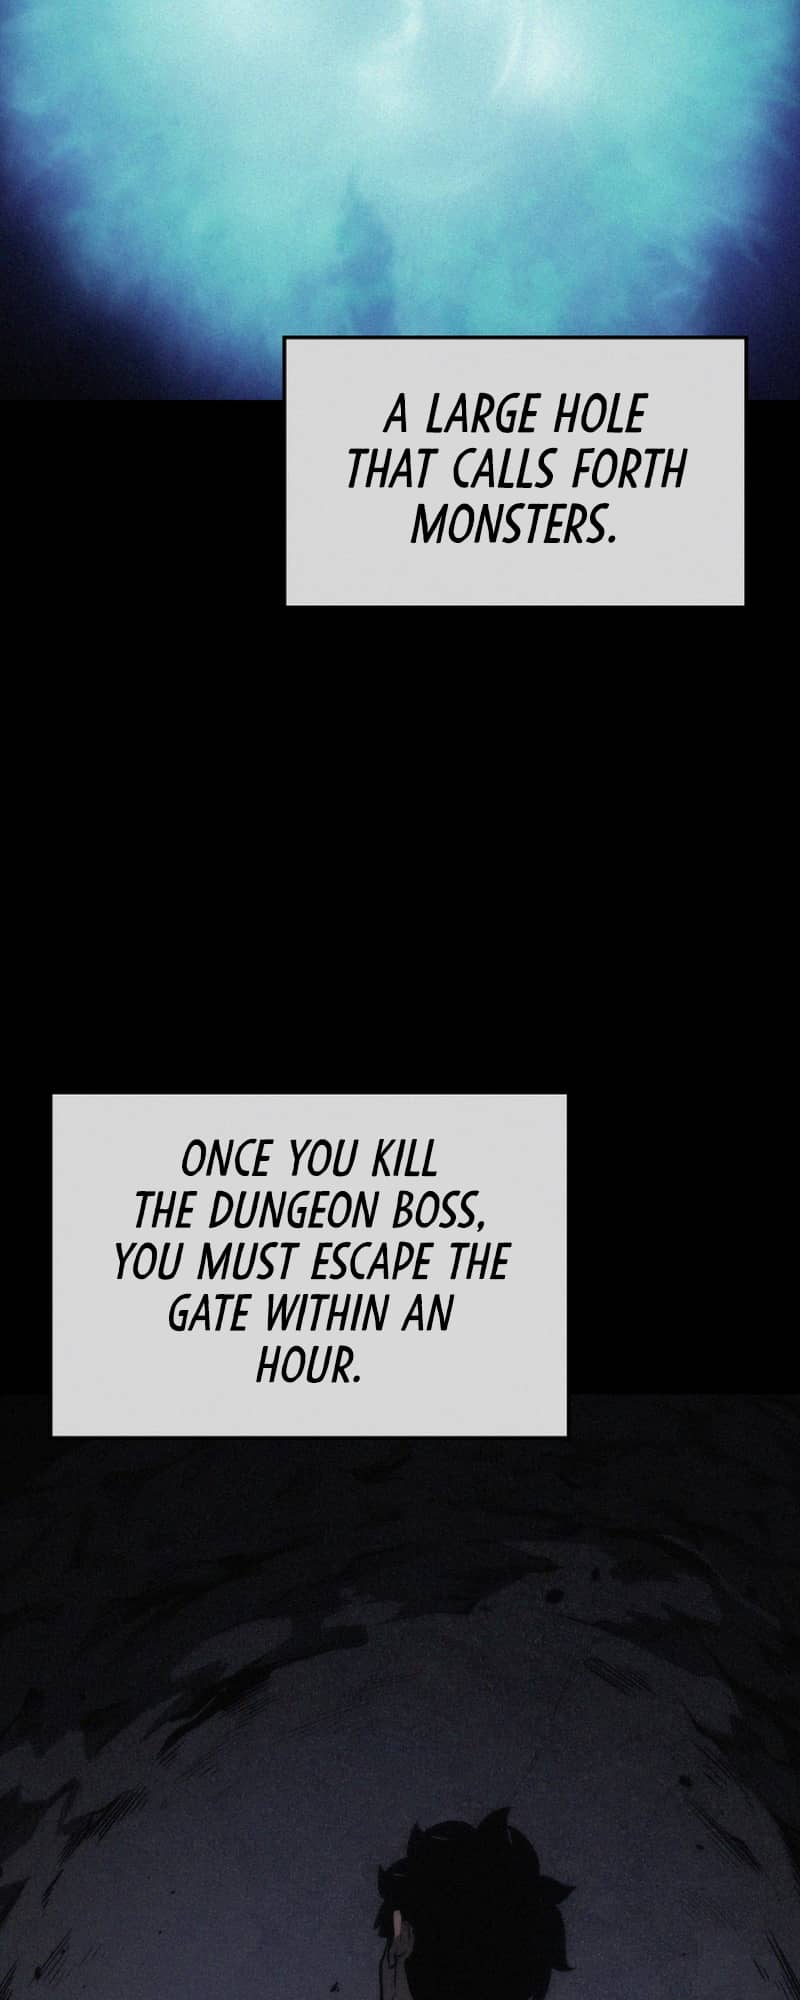 A LARGE HOLE
THAT CALLS FORTH
MONSTERS.
ONCE YOU KILL
THE DUNGEON BOSS,
YOU MUST ESCAPE THE
GATE WITHIN AN
HOUR.